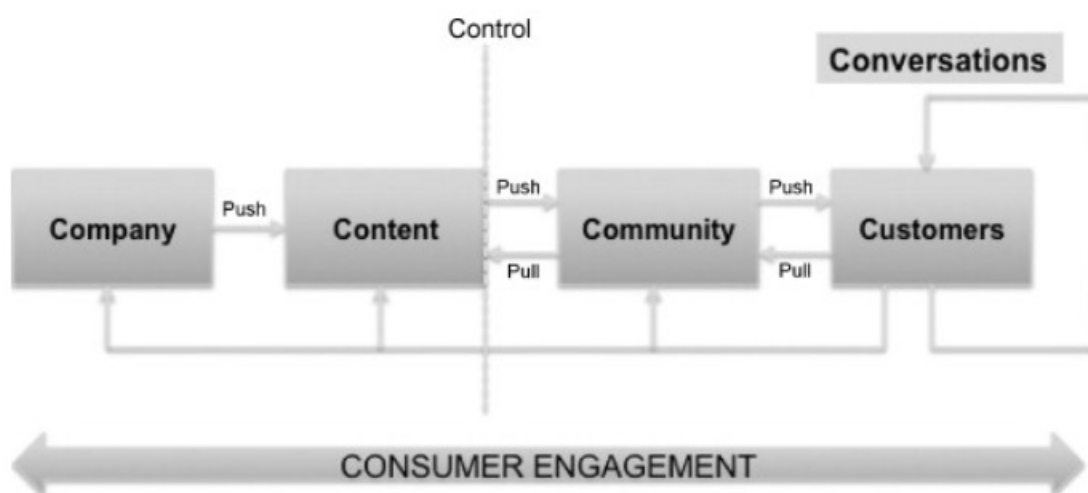 Control
Conversations
Push
Push
Push
Company
Content
Community
Customers
Pull
Pull
CONSUMER ENGAGEMENT